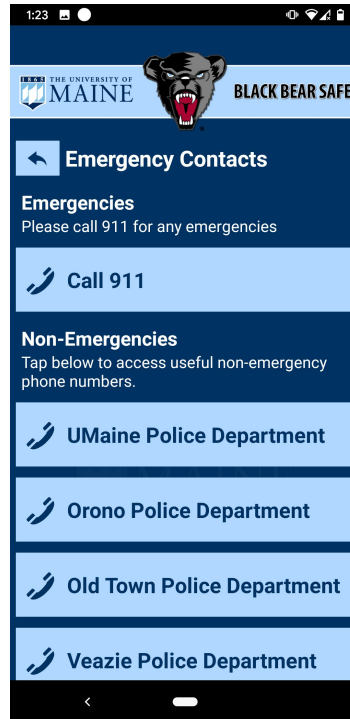 1:23
1865 THE UNIVERSITY OF
MAINE
BLACK BEAR SAFE
Emergency Contacts
Emergencies
Please call 911 for any emergencies
Call 911
Non-Emergencies
Tap below to access useful non-emergency
phone numbers.
UMaine Police Department
Orono Police Department
Old Town Police Department
Veazie Police Department